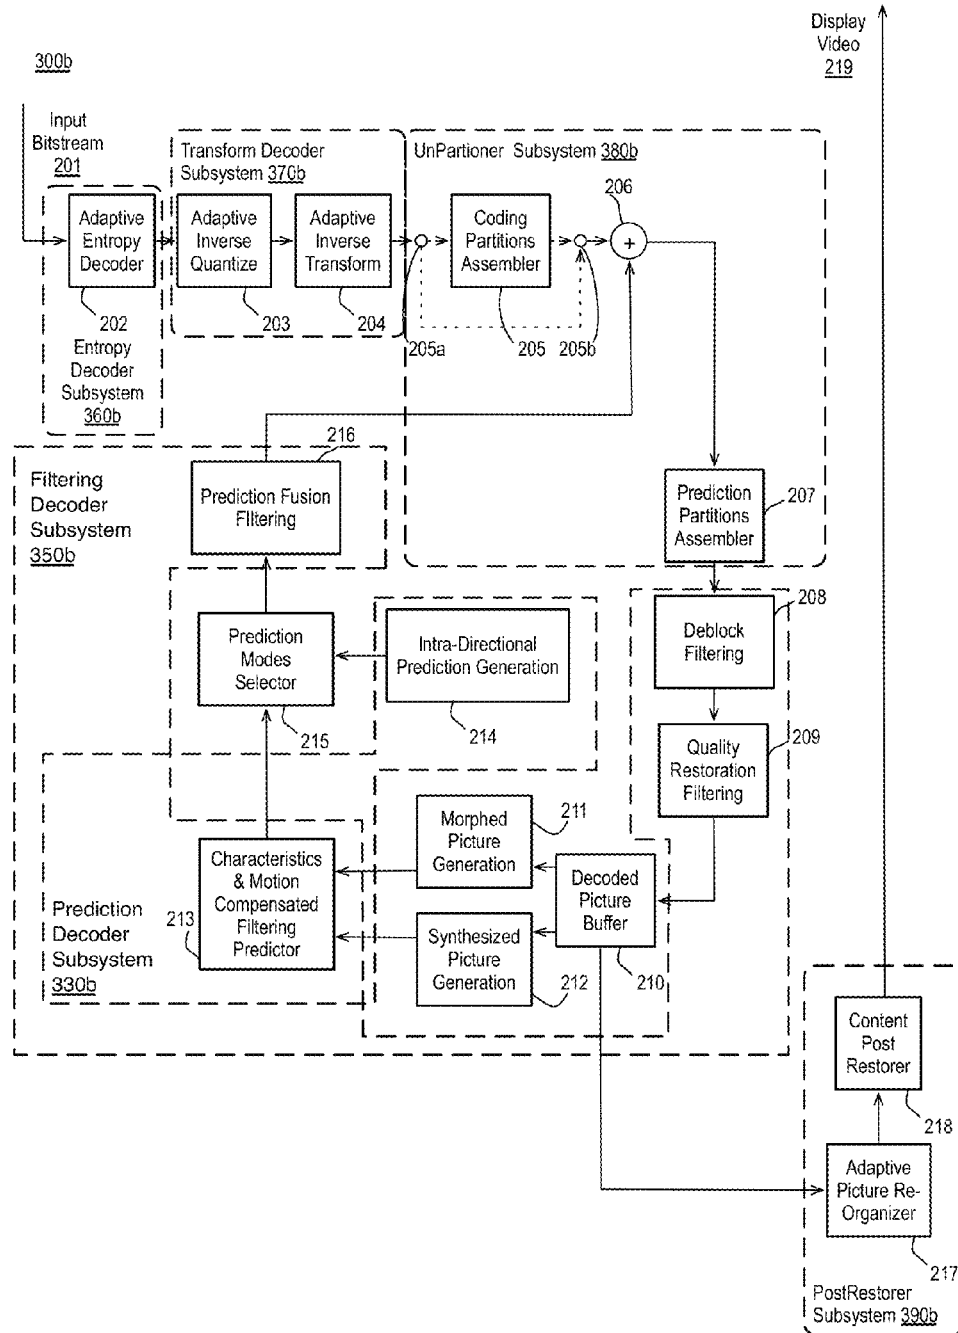 Display
Video
219
300b
Input
Bitstream
201
Transform Decoder
Subsystem 370b
UnPartioner Subsystem 380b
Adaptive
Entropy
Decoder
Adaptive
Inverse
Quantize
Adaptive
Inverse
Transform
Coding
Partitions
Assembler
206
+
202
203
204
205a
205
205b
Entropy
Decoder
Subsystem
360b
216
Filtering
Decoder
Subsystem
350b
Prediction Fusion
FIltering
Prediction
Partitions
Assembler
207
208
Deblock
Filtering
Prediction
Modes
Selector
Intra-Directional
Prediction Generation
215
214
209
Quality
Restoration
Filtering
211
Morphed
Picture
Generation
Characteristics
& Motion
Compensated
Filtering
Predictor
213
Decoded
Picture
Buffer
Prediction
Decoder
Subsystem
330b
Synthesized
Picture
Generation
212
210
Content
Post
Restorer
218
Adaptive
Picture Re-
Organizer
217
PostRestorer
Subsystem 390b